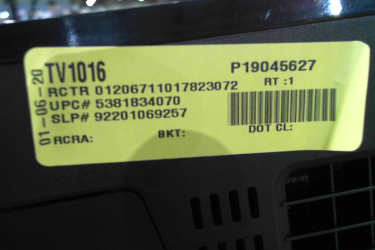 01-06-20
TV1016 P19045627
RCTR 01206711017823072 RT :1
UPC# 5381834070
SLP# 92201069257
RCRA: BKT: DOT CL: